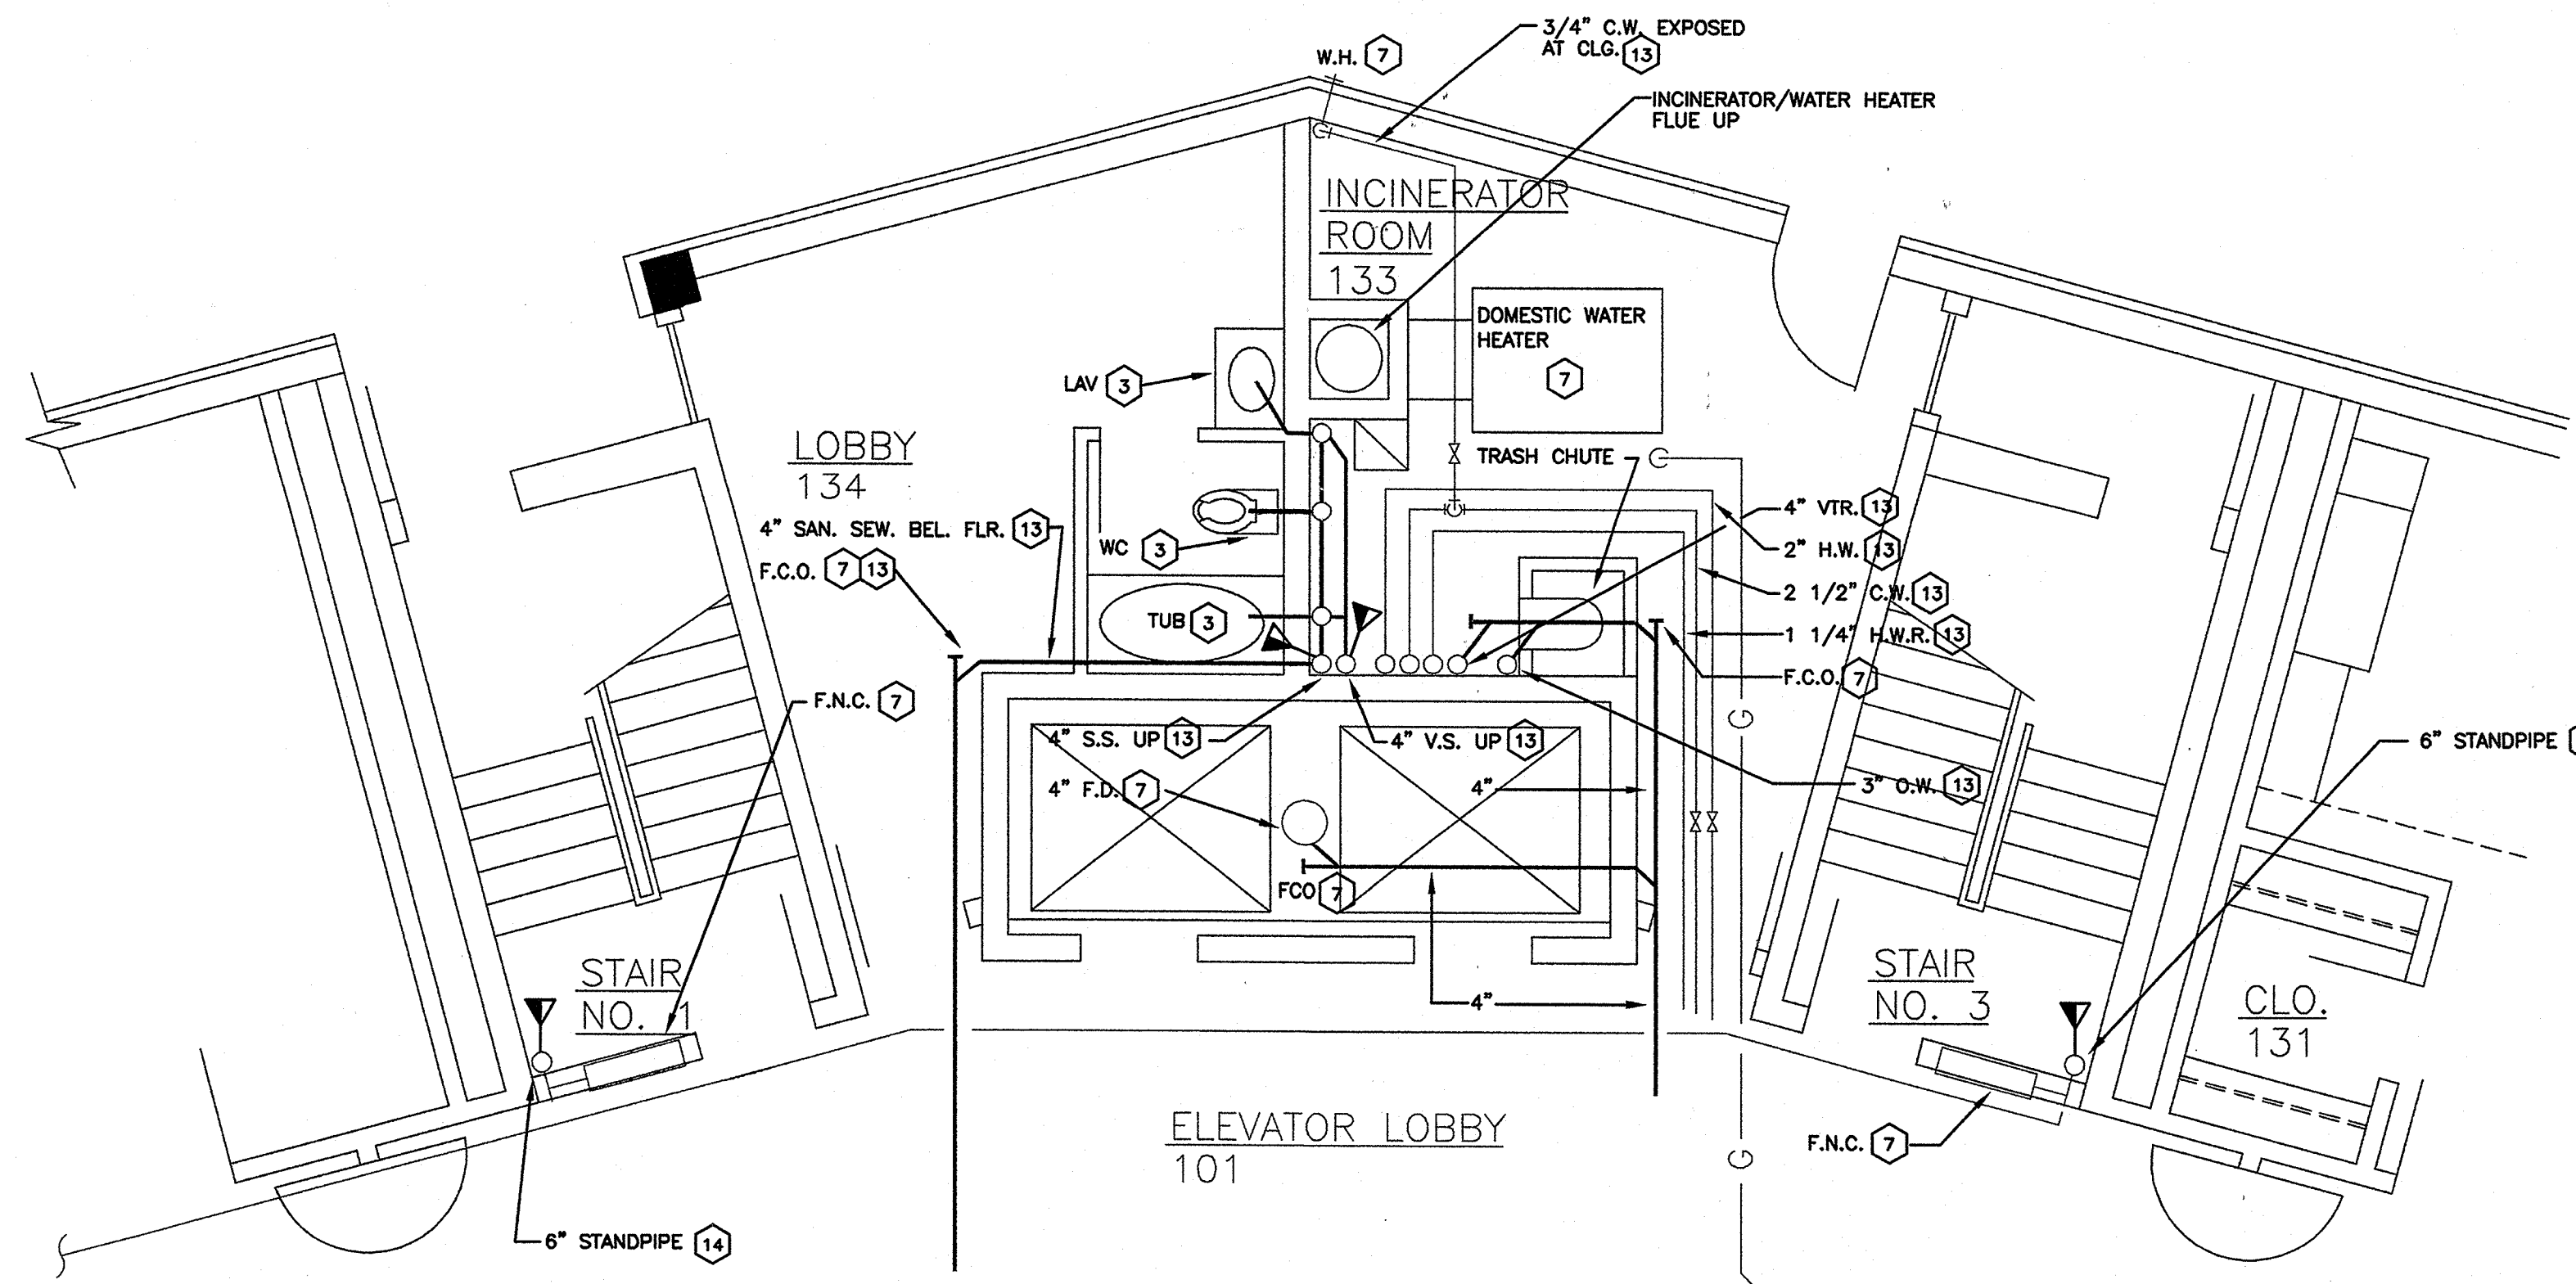 3/4" C.W. EXPOSED
AT CLG. 13
W.H. 7
INCINERATOR/WATER HEATER
FLUE UP
INCINERATOR
ROOM
133
DOMESTIC WATER
HEATER
7
LAV 3
LOBBY
134
TRASH CHUTE
4" SAN. SEW. BEL. FLR. 13
WC 3
F.C.O. 7 13
4" VTR. 13
2" H.W. 13
2 1/2" C.W. 13
1 1/4" H.W.R. 13
TUB 3
F.C.O. 7
F.N.C. 7
G
4" S.S. UP 13
4" V.S. UP 13
6" STANDPIPE
4" F.D. 7
4"
3" O.W. 13
FCO 7
4"
STAIR
NO. 1
STAIR
NO. 3
CLO.
131
ELEVATOR LOBBY
101
G
F.N.C. 7
6" STANDPIPE 14